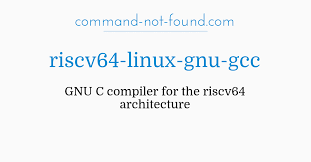 command-not-found.com
riscv64-linux-gnu-gcc
GNU C compiler for the riscv64
architecture